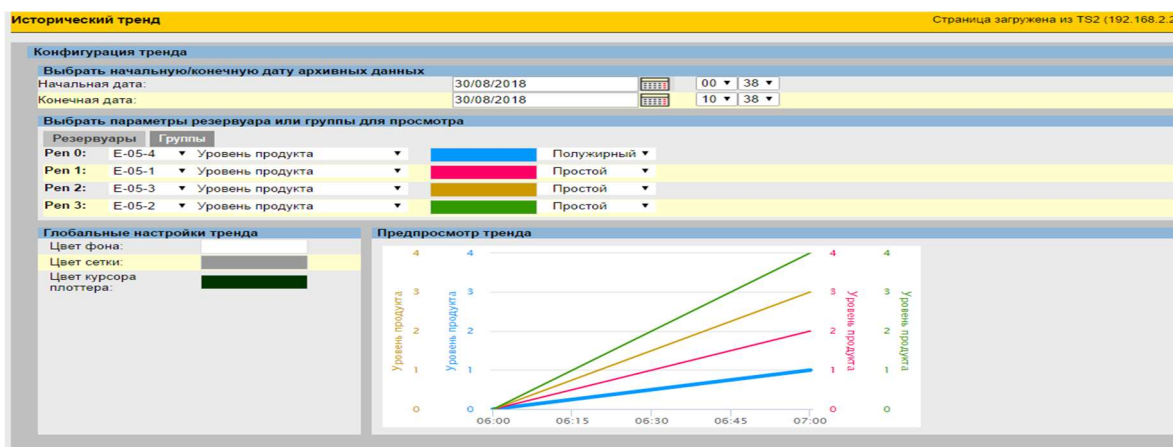 Исторический тренд
Страница загружена из TS2 (192.168.2.2
Конфигурация тренда
Выбрать начальную/конечную дату архивных данных
Начальная дата: 30/08/2018 00 38
Конечная дата: 30/08/2018 10 38
Выбрать параметры резервуара или группы для просмотра
Резервуары Группы
Pen 0: E-05-4 Уровень продукта Полужирный
Pen 1: E-05-1 Уровень продукта Простой
Pen 2: E-05-3 Уровень продукта Простой
Pen 3: E-05-2 Уровень продукта Простой
Глобальные настройки тренда
Цвет фона:
Цвет сетки:
Цвет курсора
плоттера:
Предпросмотр тренда
4 4 4 4
3 3 3 3
2 2 2 2
1 1 1 1
0 0 0 0
Уровень продукта
Уровень продукта
Уровень продукта
Уровень продукта
06:00 06:15 06:30 06:45 07:00